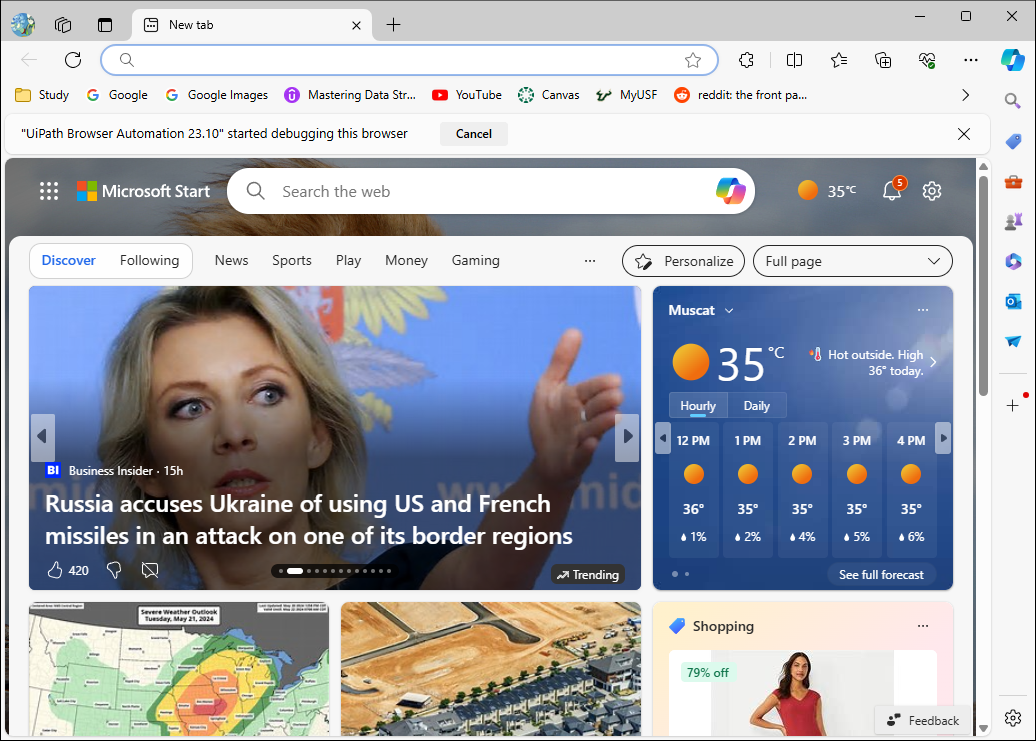 New tab
Study
Google
Google Images
Mastering Data Str...
YouTube
Canvas
MyUSF
reddit: the front pa...
"UiPath Browser Automation 23.10" started debugging this browser
Cancel
Microsoft Start
Search the web
35°C
5
Discover
Following
News
Sports
Play
Money
Gaming
...
Personalize
Full page
BI Business Insider · 15h
Russia accuses Ukraine of using US and French
missiles in an attack on one of its border regions
420
Trending
Muscat
...
35°C
Hot outside. High
36° today.
Hourly
Daily
12 PM 1 PM 2 PM 3 PM 4 PM
36° 35° 35° 35° 35°
1% 2% 4% 5% 6%
See full forecast
Severe Weather Outlook
Tuesday, May 21, 2024
Shopping
...
79% off
Feedback